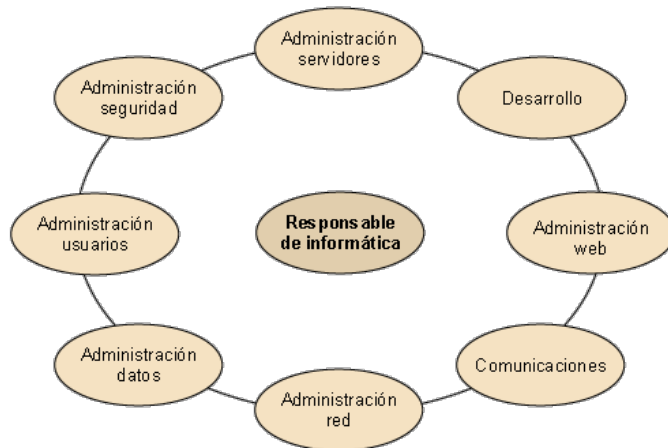 Administración
servidores
Administración
seguridad
Desarrollo
Administración
usuarios
Responsable
de informática
Administración
web
Administración
datos
Comunicaciones
Administración
red